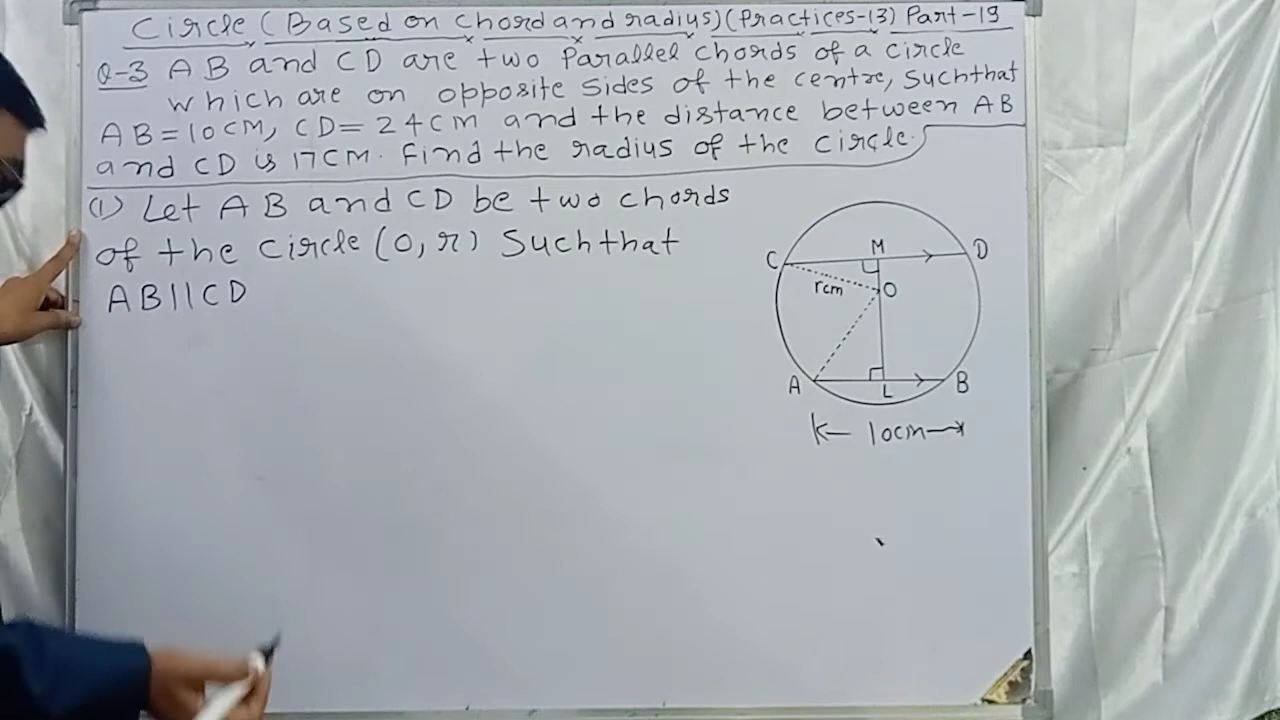 Circle (Based on chord and radius) (Practices-13) Part-19
Q-3 AB and CD are two Parallel chords of a circle
which are on opposite sides of the centre, such that
AB = 10cm, CD = 24cm and the distance between AB
and CD is 17cm. Find the radius of the circle.
(1) Let AB and CD be two chords
of the circle (O, r) Such that
AB||CD
C M D
rcm O
A L B
10cm